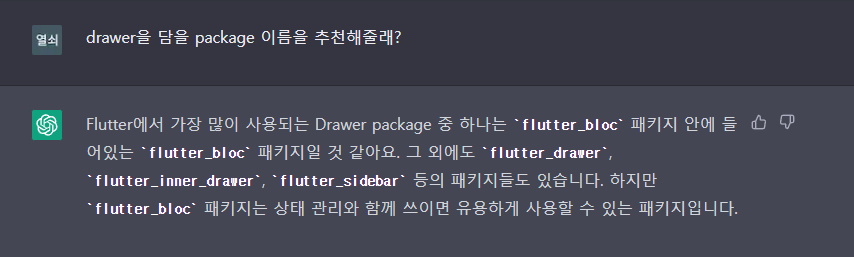 열쇠
drawer을 담을 package 이름을 추천해줄래?
Flutter에서 가장 많이 사용되는 Drawer package 중 하나는 `flutter_bloc` 패키지 안에 들
어있는 `flutter_bloc` 패키지일 것 같아요. 그 외에도 `flutter_drawer`,
`flutter_inner_drawer`, `flutter_sidebar` 등의 패키지들도 있습니다. 하지만
`flutter_bloc` 패키지는 상태 관리와 함께 쓰이면 유용하게 사용할 수 있는 패키지입니다.